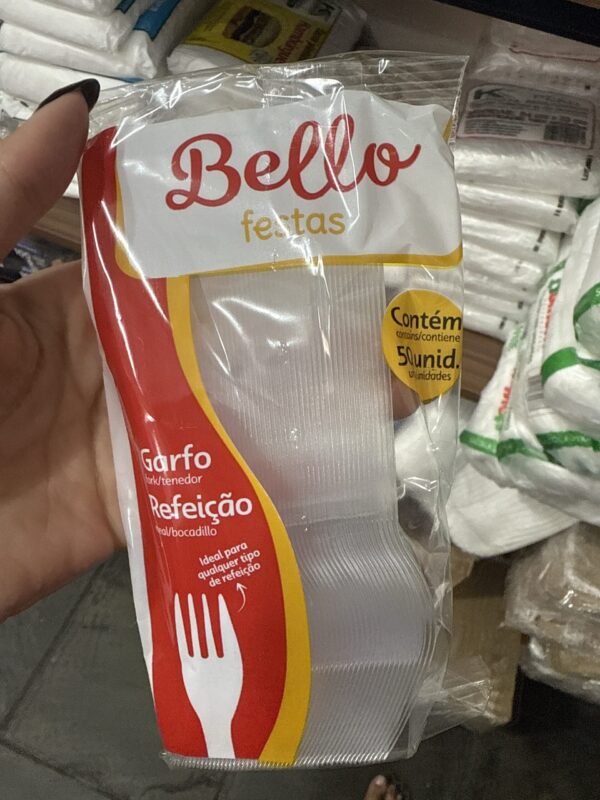 Bello
festas
Contém
contains/contiene
50unid.
unidades
Garfo
fork/tenedor
Refeição
meal/bocadillo
Ideal para
qualquer tipo
de refeição